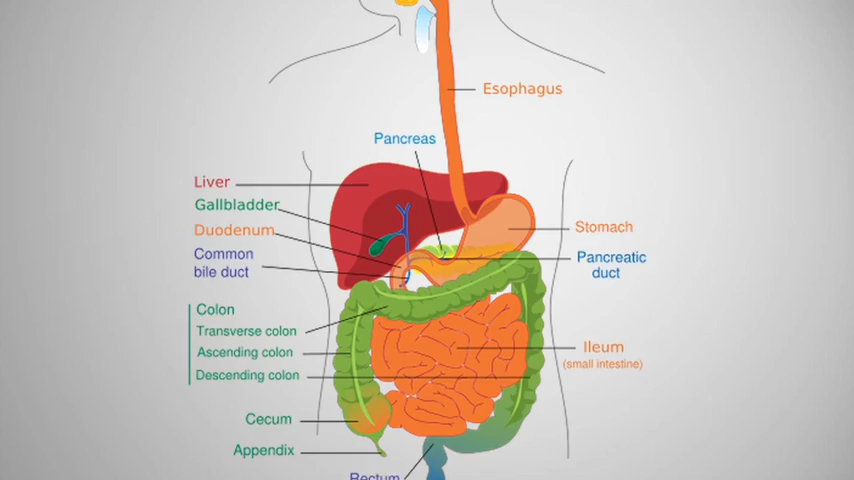 Esophagus
Pancreas
Liver
Gallbladder
Duodenum
Common
bile duct
Stomach
Pancreatic
duct
Colon
Transverse colon
Ascending colon
Descending colon
Ileum
(small intestine)
Cecum
Appendix
Rectum